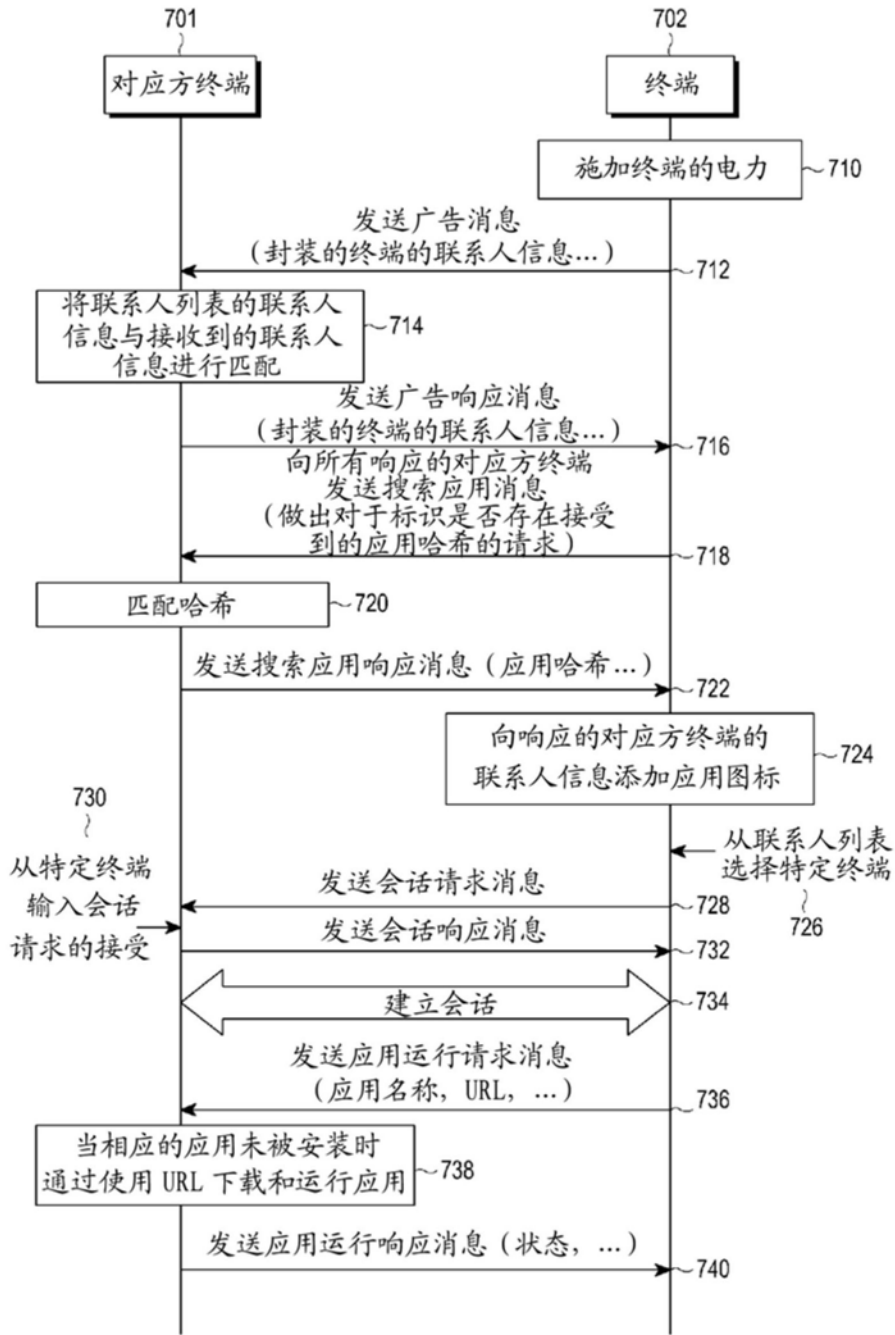 701
702
对应方终端
终端
施加终端的电力
710
发送广告消息
(封装的终端的联系人信息...)
712
将联系人列表的联系人
信息与接收到的联系人
信息进行匹配
714
发送广告响应消息
(封装的终端的联系人信息...)
716
向所有响应的对应方终端
发送搜索应用消息
(做出对于标识是否存在接受
到的应用哈希的请求)
718
匹配哈希
720
发送搜索应用响应消息(应用哈希...)
722
向响应的对应方终端的
联系人信息添加应用图标
724
730
从特定终端
输入会话
请求的接受
从联系人列表
选择特定终端
726
发送会话请求消息
728
发送会话响应消息
732
建立会话
734
发送应用运行请求消息
(应用名称, URL, ...)
736
当相应的应用未被安装时
通过使用 URL 下载和运行应用
738
发送应用运行响应消息(状态, ...)
740